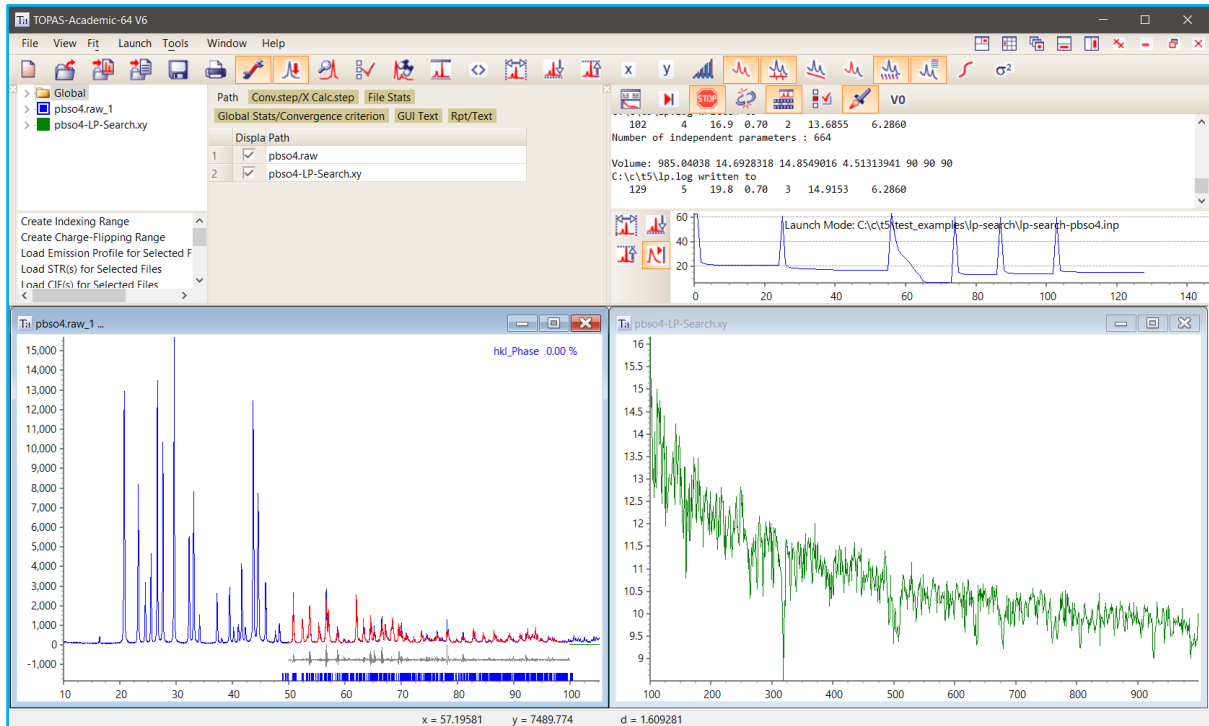 TOPAS-Academic-64 V6
File View Fit Launch Tools Window Help
Global
pbso4.raw_1
pbso4-LP-Search.xy
Path Conv.step/X Calc.step File Stats
Global Stats/Convergence criterion GUI Text Rpt/Text
Displa Path
1 pbso4.raw
2 pbso4-LP-Search.xy
Create Indexing Range
Create Charge-Flipping Range
Load Emission Profile for Selected F
Load STR(s) for Selected Files
Load CIF(s) for Selected Files
x y σ²
STOP V0
102 4 16.9 0.70 2 13.6855 6.2860
Number of independent parameters : 664
Volume: 985.04038 14.6928318 14.8549016 4.51313941 90 90 90
C:\c\t5\lp.log written to
129 5 19.8 0.70 3 14.9153 6.2860
Launch Mode: C:\c\t5\test_examples\lp-search\lp-search-pbso4.inp
60
40
20
0 20 40 60 80 100 120 140
pbso4.raw_1 ...
hkl_Phase 0.00 %
15,000
14,000
13,000
12,000
11,000
10,000
9,000
8,000
7,000
6,000
5,000
4,000
3,000
2,000
1,000
0
-1,000
10 20 30 40 50 60 70 80 90 100
pbso4-LP-Search.xy
16
15.5
15
14.5
14
13.5
13
12.5
12
11.5
11
10.5
10
9.5
9
100 200 300 400 500 600 700 800 900
x = 57.19581 y = 7489.774 d = 1.609281